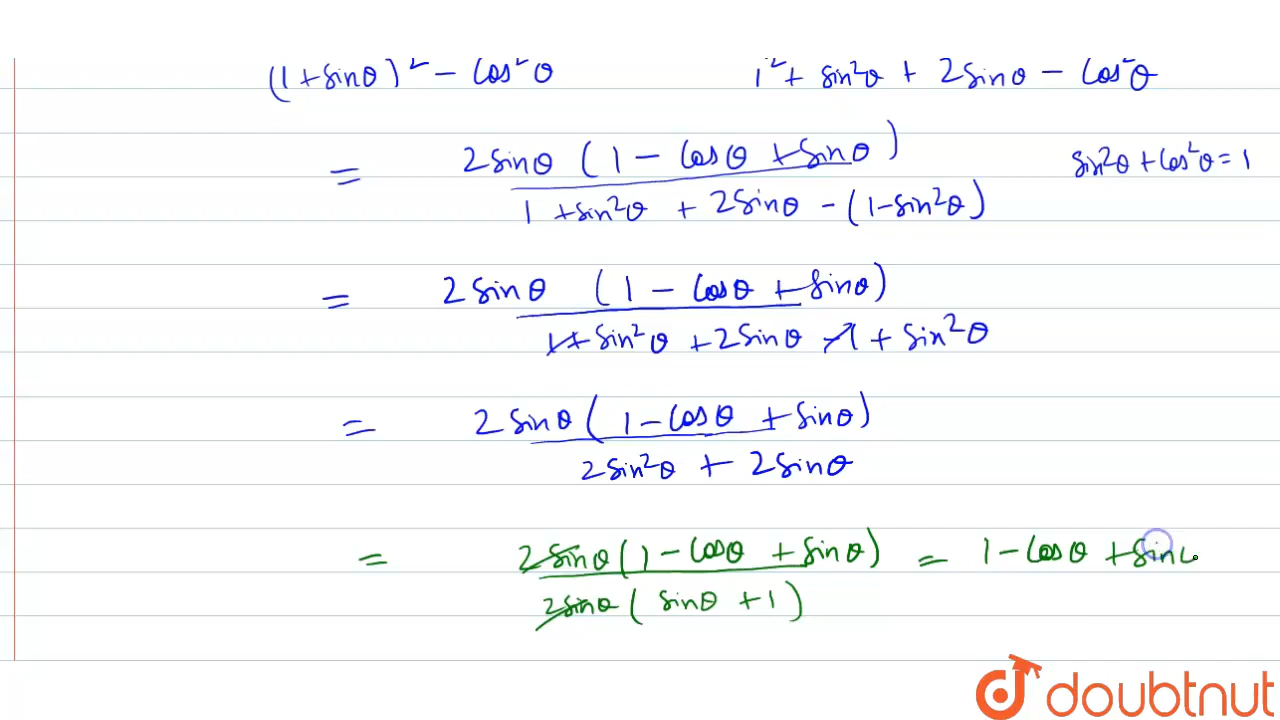 (1 + sinθ)² − cos²θ    1² + sin²θ + 2sinθ − cos²θ
= 2sinθ (1 − cosθ + sinθ) / 1 + sin²θ + 2sinθ − (1 − sin²θ)    sin²θ + cos²θ = 1
= 2sinθ (1 − cosθ + sinθ) / 1 + sin²θ + 2sinθ − 1 + sin²θ
= 2sinθ (1 − cosθ + sinθ) / 2sin²θ + 2sinθ
= 2sinθ (1 − cosθ + sinθ) / 2sinθ (sinθ + 1) = 1 − cosθ + sin
doubtnut